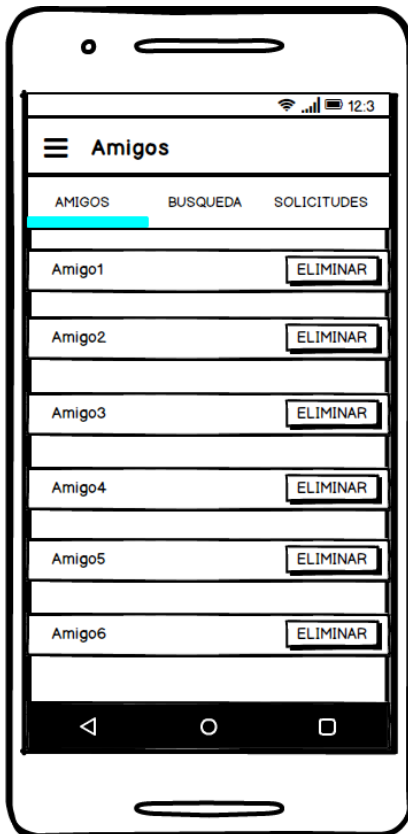 12:3
Amigos
AMIGOS BUSQUEDA SOLICITUDES
Amigo1 ELIMINAR
Amigo2 ELIMINAR
Amigo3 ELIMINAR
Amigo4 ELIMINAR
Amigo5 ELIMINAR
Amigo6 ELIMINAR